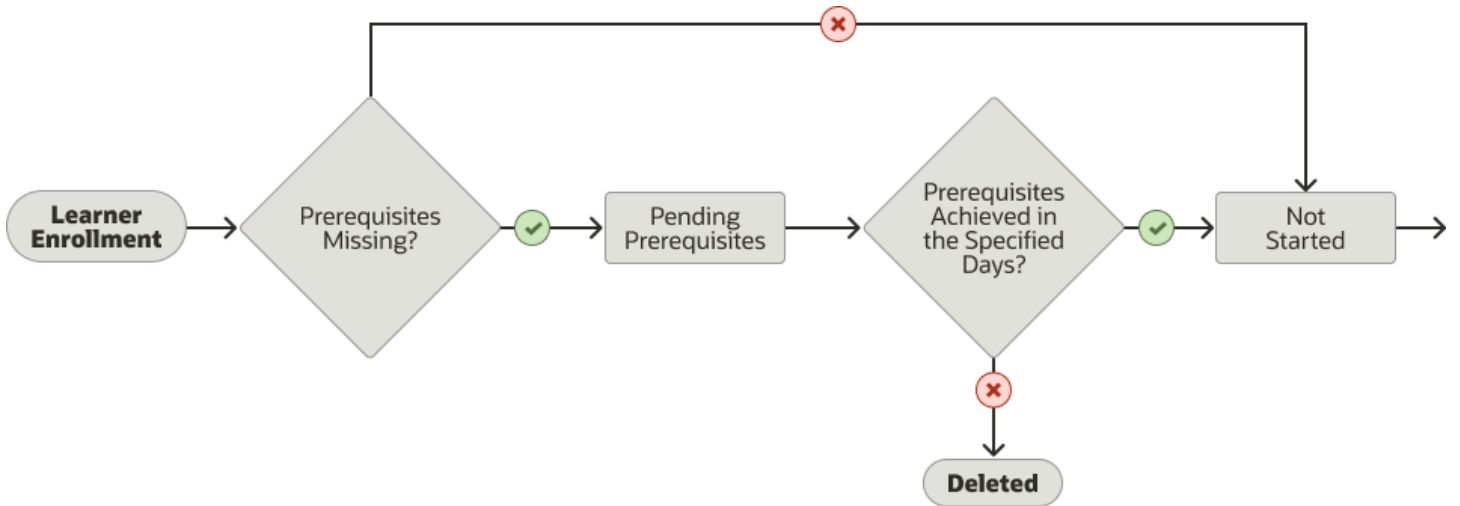 Learner
Enrollment
Prerequisites
Missing?
Pending
Prerequisites
Prerequisites
Achieved in
the Specified
Days?
Not
Started
Deleted